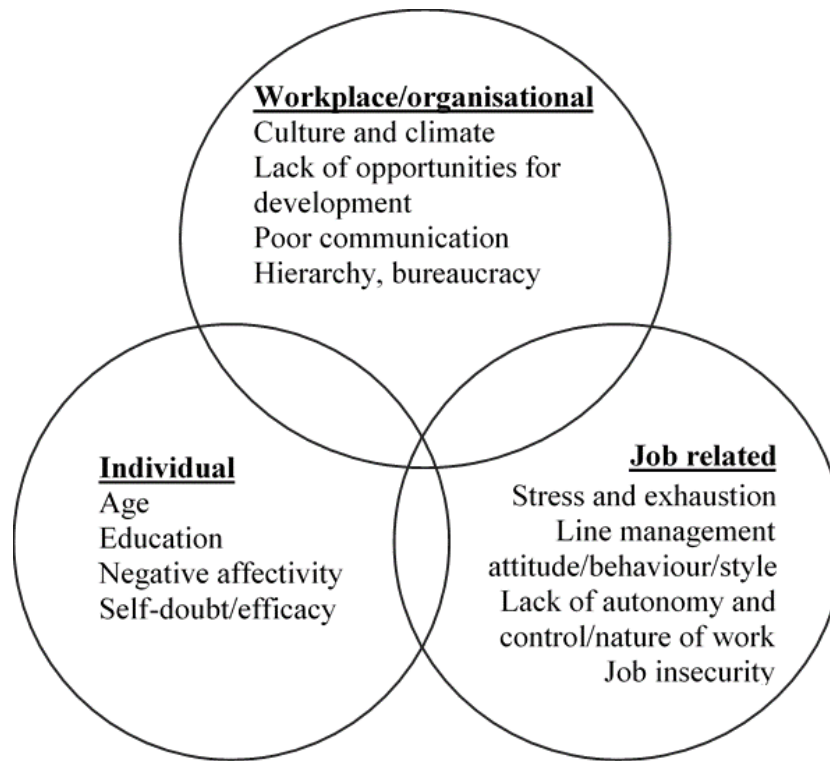 Workplace/organisational
Culture and climate
Lack of opportunities for
development
Poor communication
Hierarchy, bureaucracy
Individual
Age
Education
Negative affectivity
Self-doubt/efficacy
Job related
Stress and exhaustion
Line management
attitude/behaviour/style
Lack of autonomy and
control/nature of work
Job insecurity